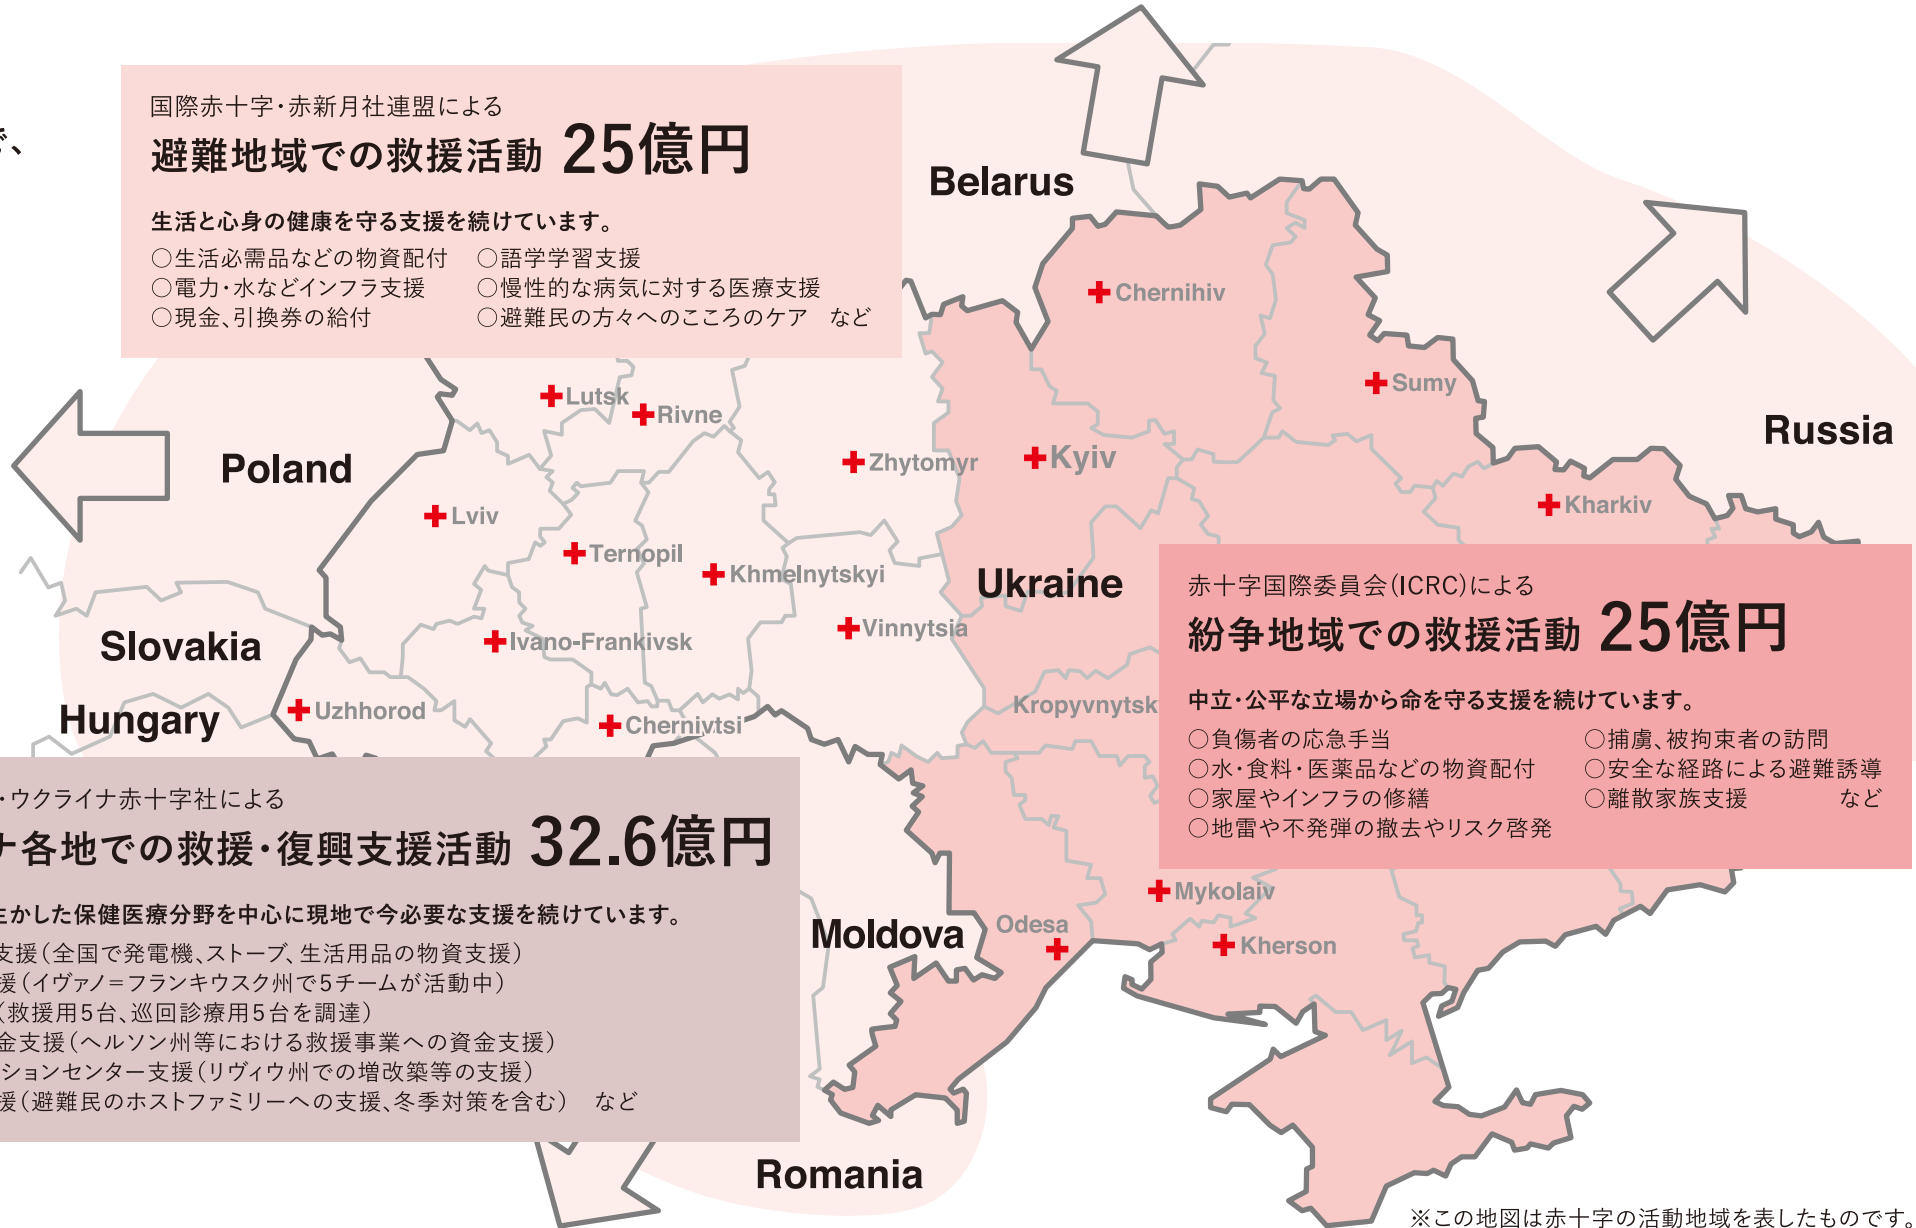 で、
国際赤十字・赤新月社連盟による
避難地域での救援活動 25億円
生活と心身の健康を守る支援を続けています。
○生活必需品などの物資配付 ○語学学習支援
○電力・水などインフラ支援 ○慢性的な病気に対する医療支援
○現金、引換券の給付 ○避難民の方々へのこころのケア など
Belarus
Chernihiv
Sumy
Lutsk
Rivne
Russia
Poland
Zhytomyr
Kyiv
Kharkiv
Lviv
Ternopil
Khmelnytskyi
Ukraine
Vinnytsia
Slovakia
Ivano-Frankivsk
Hungary
Uzhhorod
Chernivtsi
Kropyvnytsk
赤十字国際委員会(ICRC)による
紛争地域での救援活動 25億円
中立・公平な立場から命を守る支援を続けています。
○負傷者の応急手当 ○捕虜、被拘束者の訪問
○水・食料・医薬品などの物資配付 ○安全な経路による避難誘導
○家屋やインフラの修繕 ○離散家族支援 など
○地雷や不発弾の撤去やリスク啓発
・ウクライナ赤十字社による
ナ各地での救援・復興支援活動 32.6億円
生かした保健医療分野を中心に現地で今必要な支援を続けています。
支援(全国で発電機、ストーブ、生活用品の物資支援)
援(イヴァノ=フランキウスク州で5チームが活動中)
(救援用5台、巡回診療用5台を調達)
金支援(ヘルソン州等における救援事業への資金支援)
ションセンター支援(リヴィウ州での増改築等の支援)
援(避難民のホストファミリーへの支援、冬季対策を含む) など
Moldova
Odesa
Mykolaiv
Kherson
Romania
※この地図は赤十字の活動地域を表したものです。